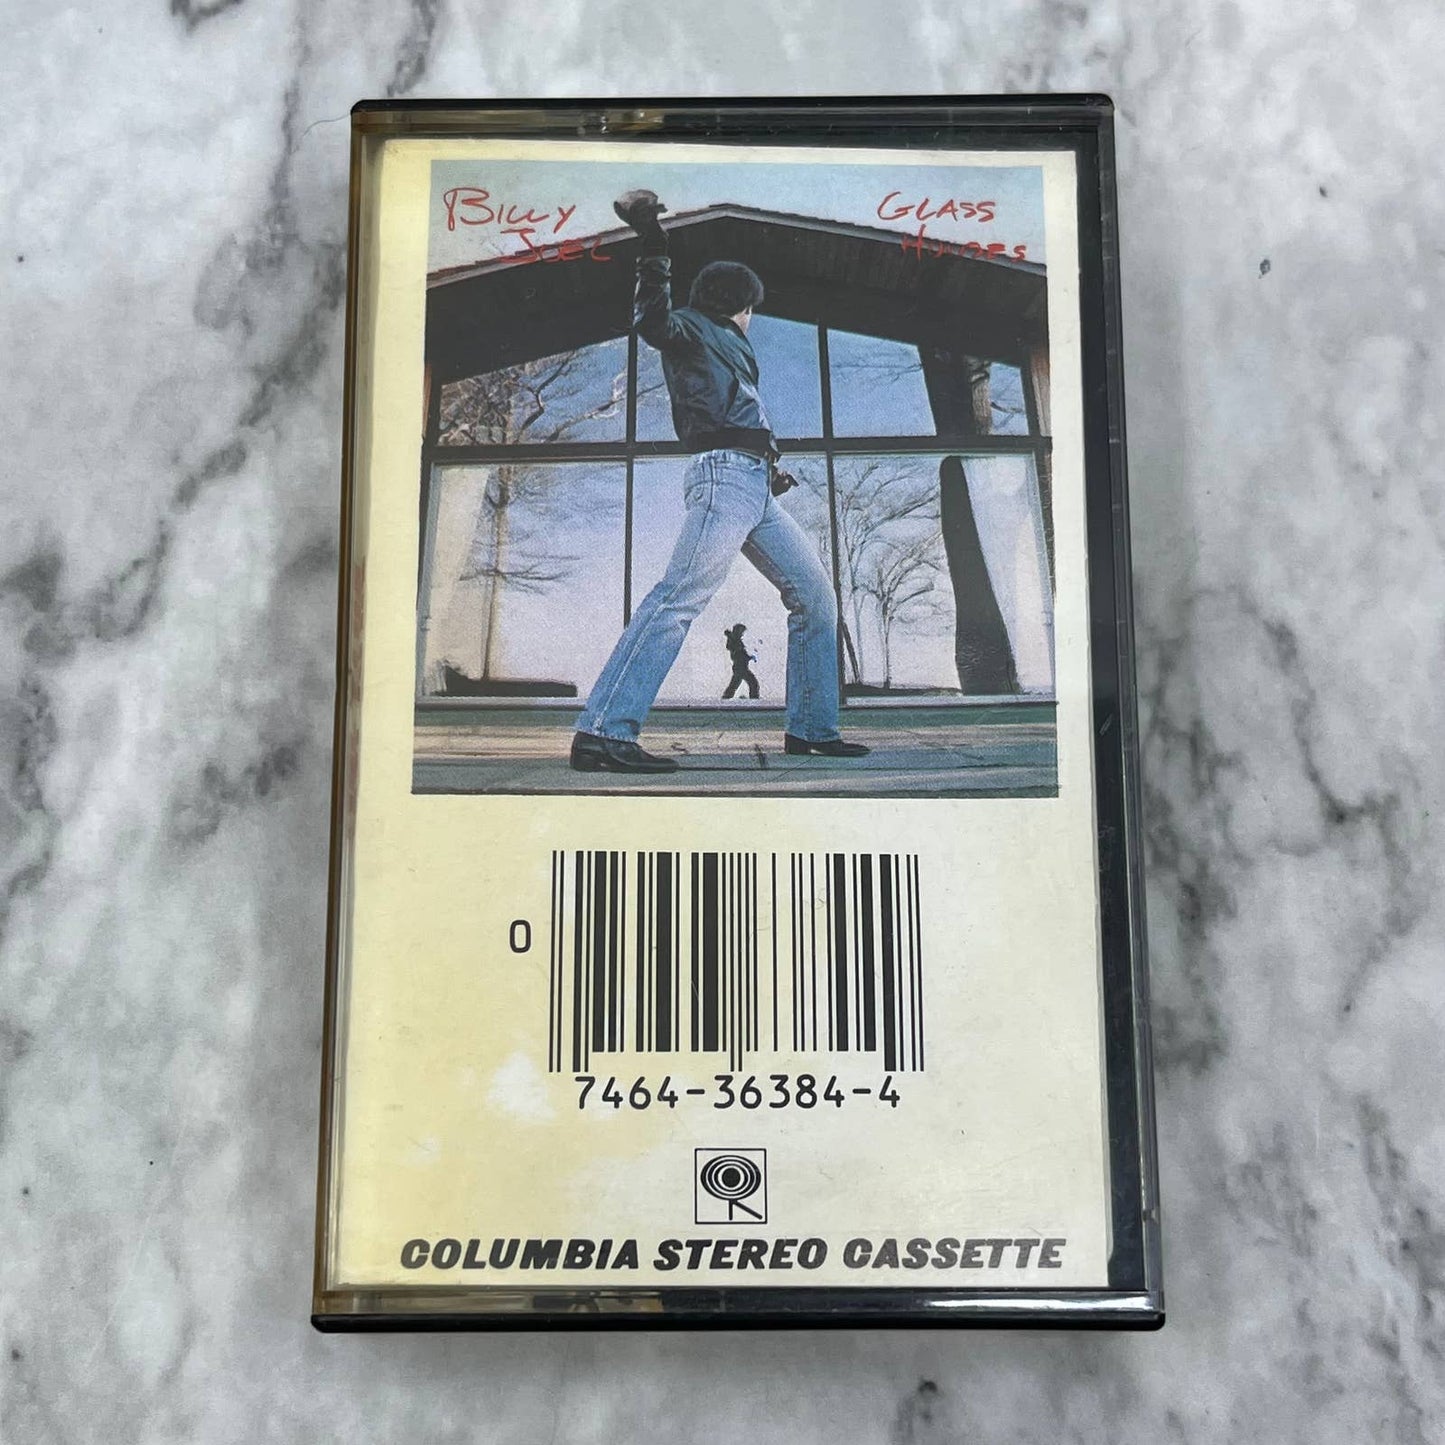 Billy Glass
Joel Houses
0
7464-36384-4
COLUMBIA STEREO CASSETTE